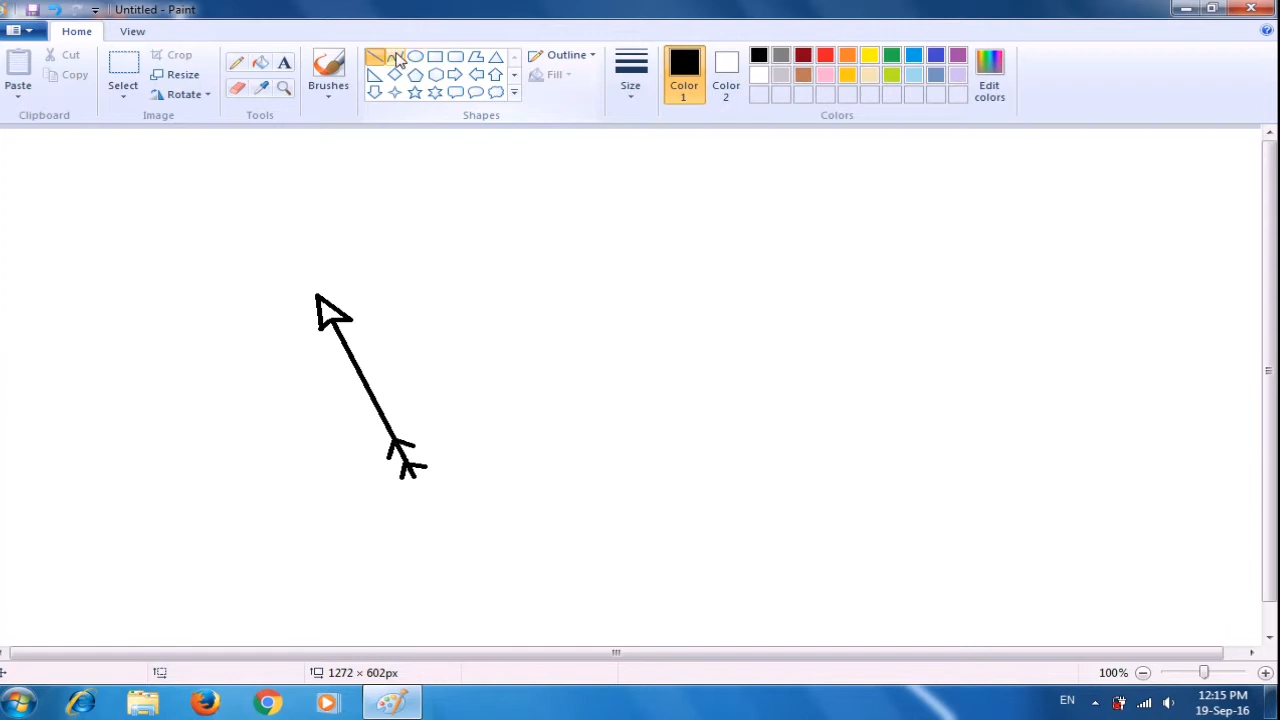 Untitled - Paint
Home View
Paste
Cut
Copy
Clipboard
Select
Crop
Resize
Rotate
Image
A
Tools
Brushes
Shapes
Outline
Fill
Size
Color 1
Color 2
Edit colors
Colors
1272 × 602px
100%
EN
12:15 PM
19-Sep-16